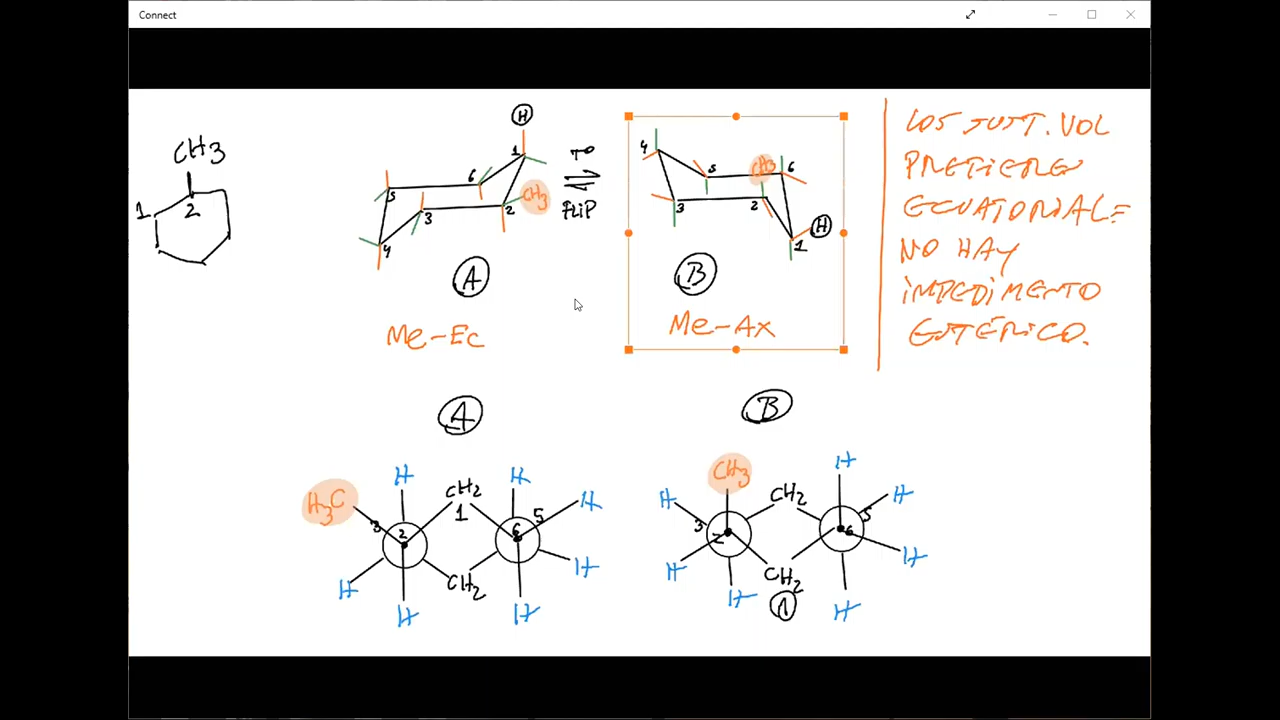 Connect
CH3
1
2
H
1
6
5
CH3
2
3
4
A
Me-Ec
FLIP
4
5
CH3
6
3
2
H
1
B
Me-Ax
LOS SUST. VOL
PREFIEREN
ECUATORIAL =
NO HAY
IMPEDIMENTO
ESTÉRICO.
A
H
H
H3C
CH2
1
5
H
3
2
6
H
H
CH2
H
H
B
CH3
H
H
CH2
H
3
5
2
6
H
H
CH2
H
1
H